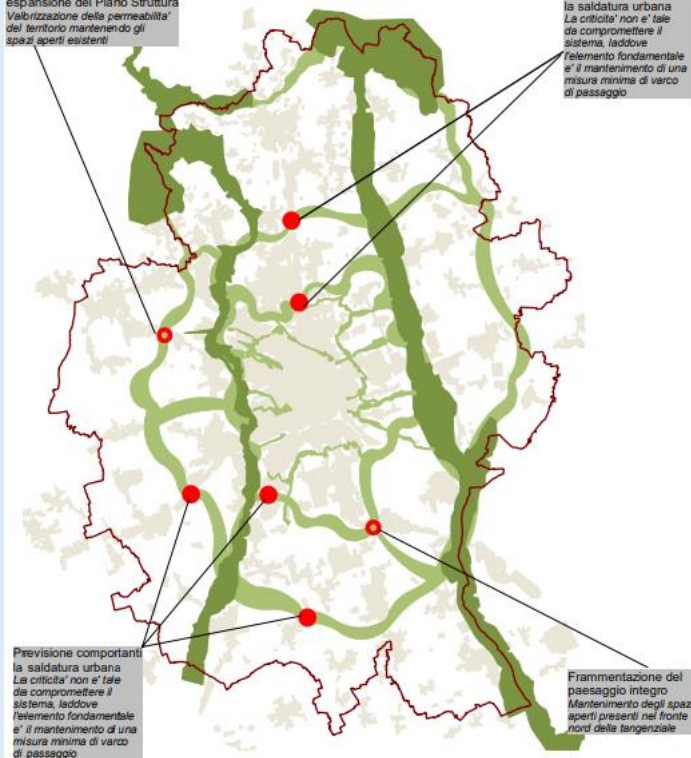 espansione del Piano Struttura
Valorizzazione della permeabilita'
del territorio mantenendo gli
spazi aperti esistenti
la saldatura urbana
La criticita' non e' tale
da compromettere il
sistema, laddove
l'elemento fondamentale
e' il mantenimento di una
misura minima di varco
di passaggio
Previsione comportanti
la saldatura urbana
La criticita' non e' tale
da compromettere il
sistema, laddove
l'elemento fondamentale
e' il mantenimento di una
misura minima di varco
di passaggio
Frammentazione del
paesaggio integro
Mantenimento degli spaz
aperti presenti nel fronte
nord della tangenziale